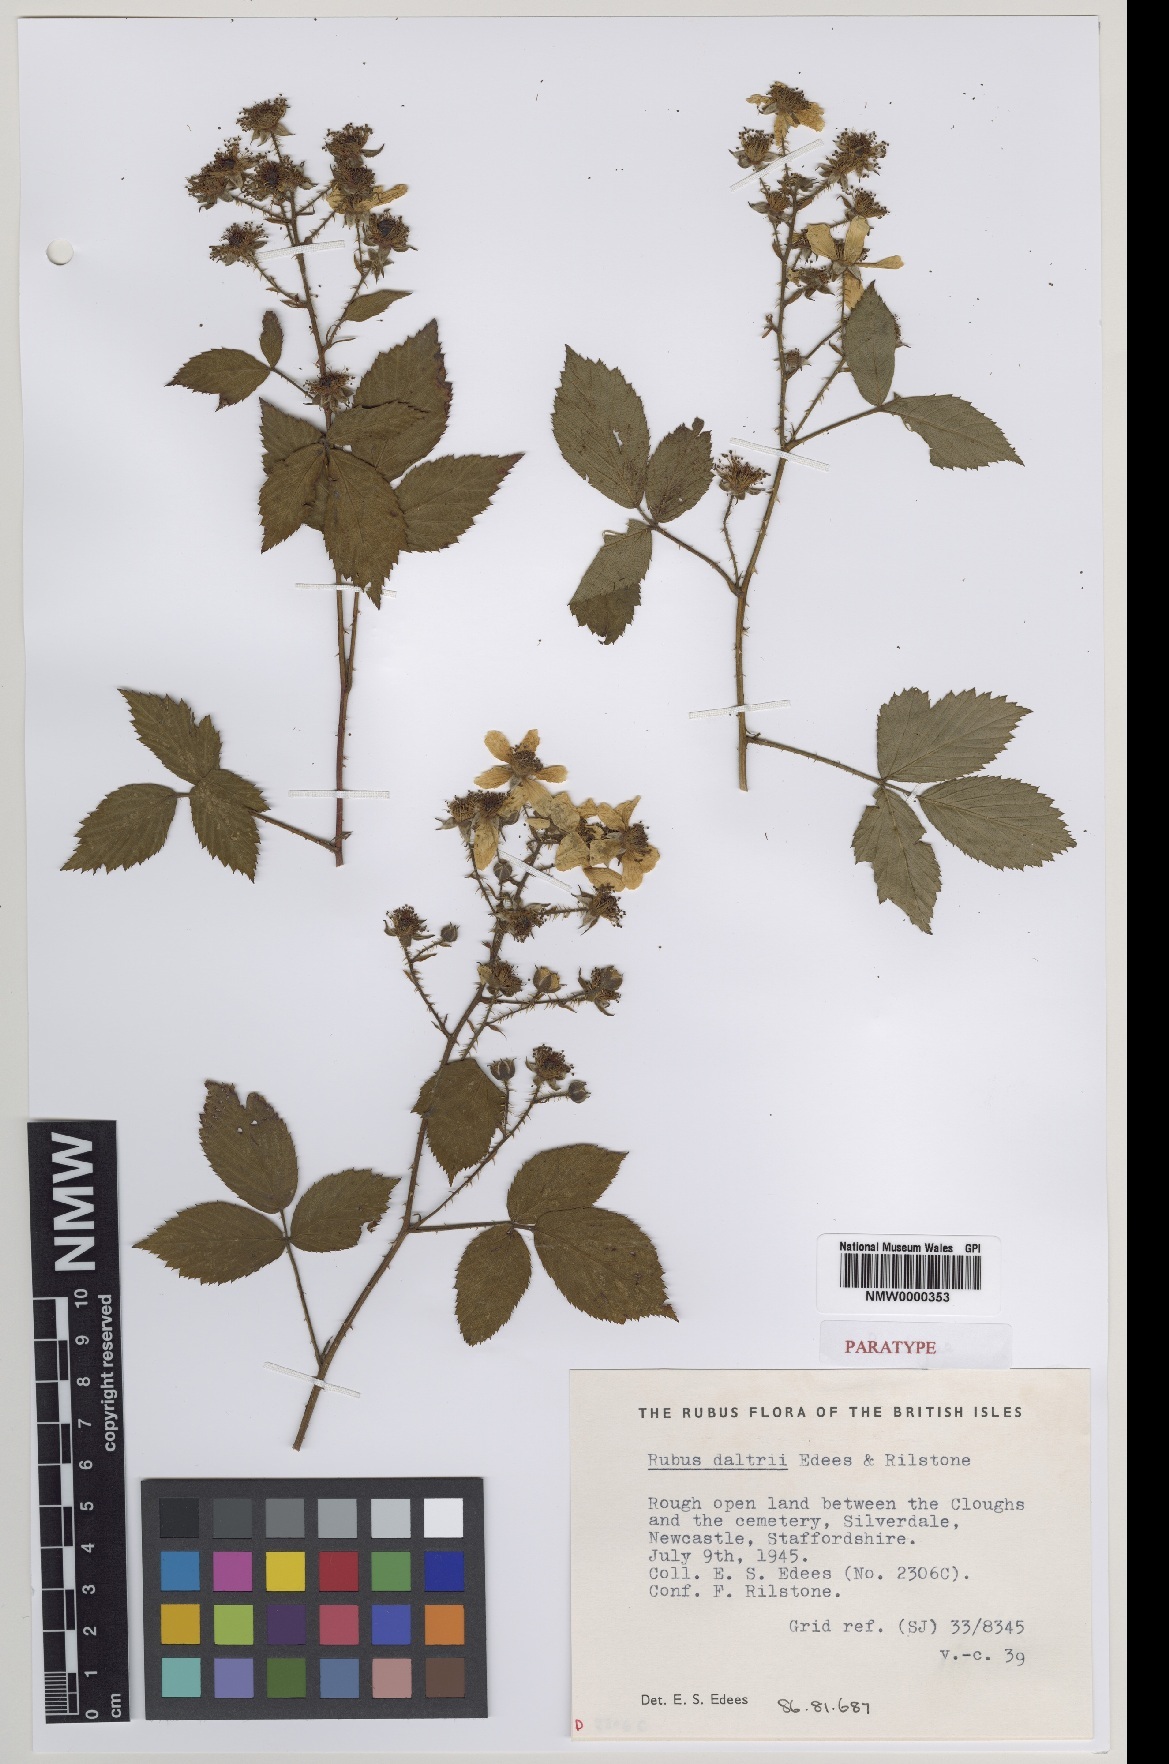 National Museum Wales GPI
NMW0000353
PARATYPE
THE RUBUS FLORA OF THE BRITISH ISLES
Rubus daltrii Edees & Rilstone
Rough open land between the Cloughs
and the cemetery, Silverdale,
Newcastle, Staffordshire.
July 9th, 1945.
Coll. E. S. Edees (No. 2306C).
Conf. F. Rilstone.
Grid ref. (SJ) 33/8345
v.-c. 39
Det. E. S. Edees 86.81.687
D
NMW
copyright reserved
10
9
8
7
6
5
4
3
2
1
0
cm